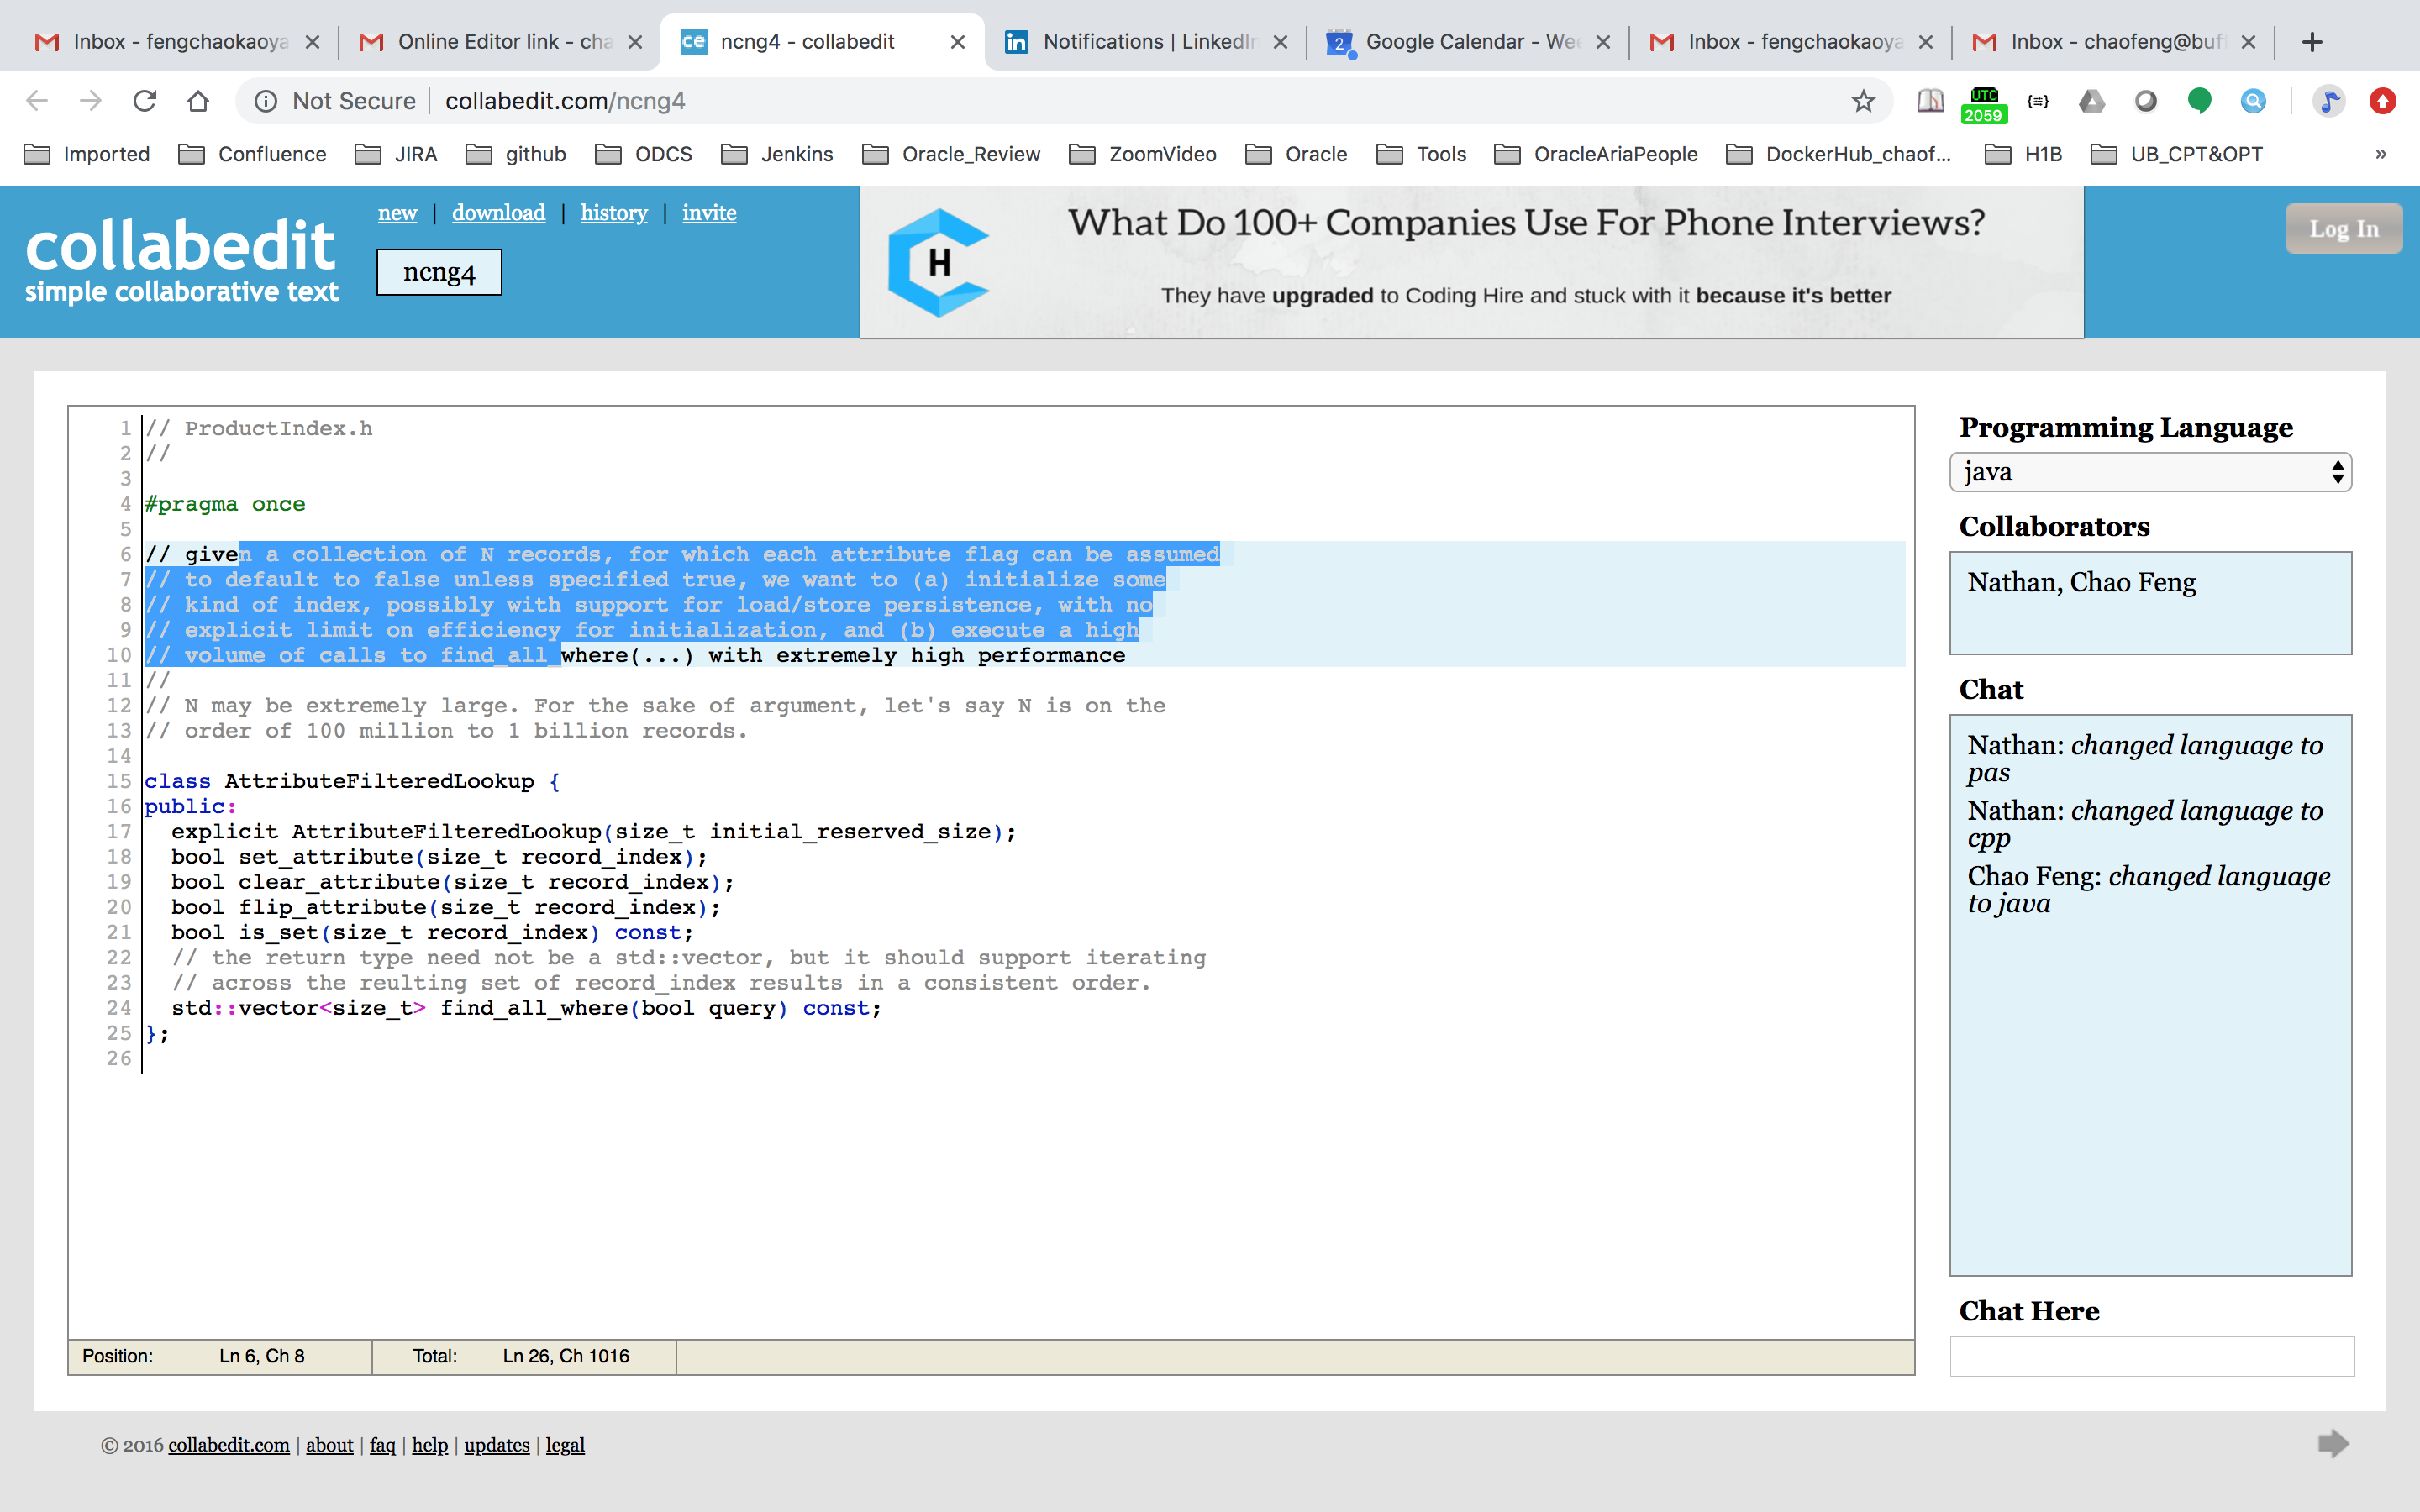 Inbox - fengchaokaoya
Online Editor link - cha
ncng4 - collabedit
Notifications | LinkedIn
Google Calendar - Wee
Inbox - fengchaokaoya
Inbox - chaofeng@buf
Not Secure | collabedit.com/ncng4
UTC
2059
Imported Confluence JIRA github ODCS Jenkins Oracle_Review ZoomVideo Oracle Tools OracleAriaPeople DockerHub_chaof... H1B UB_CPT&OPT »
collabedit
simple collaborative text
new | download | history | invite
ncng4
H
What Do 100+ Companies Use For Phone Interviews?
They have upgraded to Coding Hire and stuck with it because it's better
Log In
1 // ProductIndex.h
2 //
3
4 #pragma once
5
6 // given a collection of N records, for which each attribute flag can be assumed
7 // to default to false unless specified true, we want to (a) initialize some
8 // kind of index, possibly with support for load/store persistence, with no
9 // explicit limit on efficiency for initialization, and (b) execute a high
10 // volume of calls to find_all_where(...) with extremely high performance
11 //
12 // N may be extremely large. For the sake of argument, let's say N is on the
13 // order of 100 million to 1 billion records.
14
15 class AttributeFilteredLookup {
16 public:
17 explicit AttributeFilteredLookup(size_t initial_reserved_size);
18 bool set_attribute(size_t record_index);
19 bool clear_attribute(size_t record_index);
20 bool flip_attribute(size_t record_index);
21 bool is_set(size_t record_index) const;
22 // the return type need not be a std::vector, but it should support iterating
23 // across the reulting set of record_index results in a consistent order.
24 std::vector<size_t> find_all_where(bool query) const;
25 };
26
Position: Ln 6, Ch 8 Total: Ln 26, Ch 1016
Programming Language
java
Collaborators
Nathan, Chao Feng
Chat
Nathan: changed language to
pas
Nathan: changed language to
cpp
Chao Feng: changed language
to java
Chat Here
© 2016 collabedit.com | about | faq | help | updates | legal